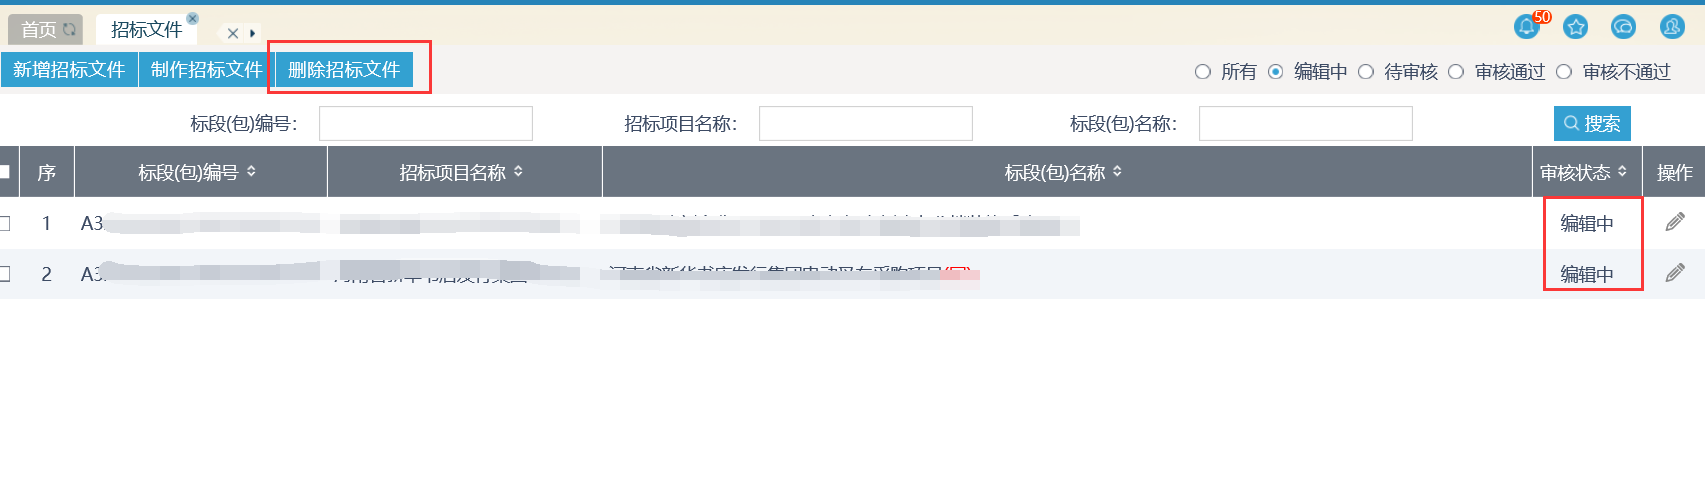 首页 招标文件 50
新增招标文件 制作招标文件 删除招标文件 所有 编辑中 待审核 审核通过 审核不通过
标段(包)编号： 招标项目名称： 标段(包)名称： 搜索
序 标段(包)编号 招标项目名称 标段(包)名称 审核状态 操作
1 A3 编辑中
2 A3 编辑中